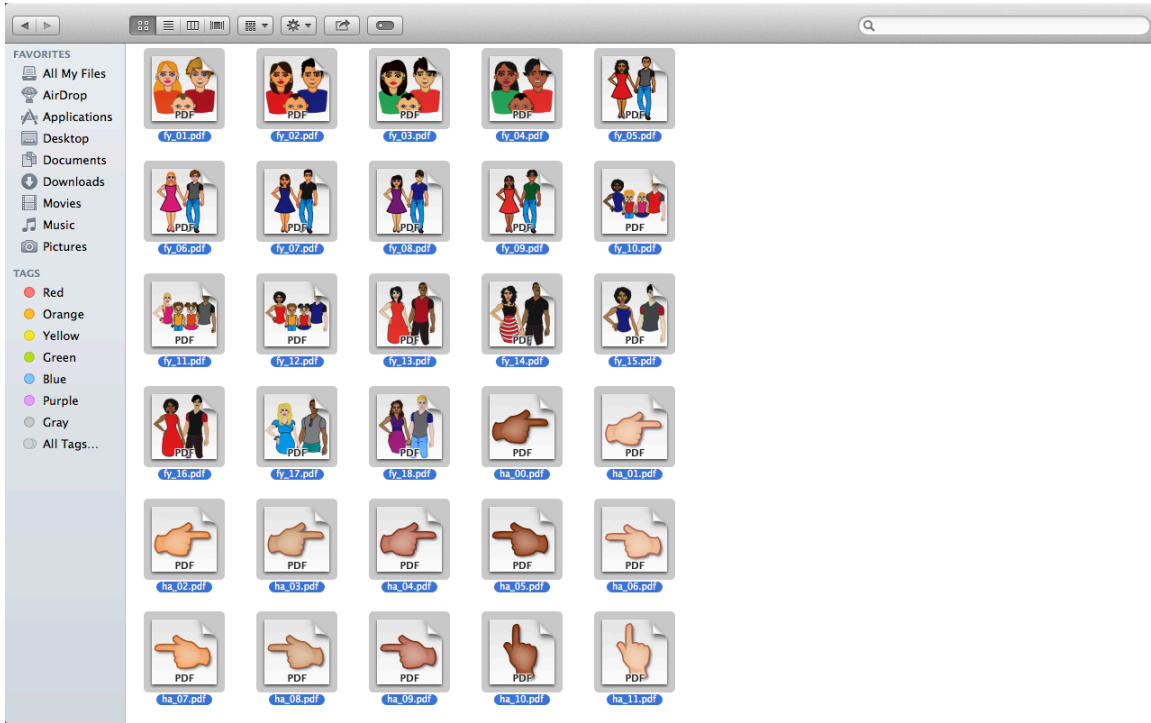 FAVORITES
All My Files
AirDrop
Applications
Desktop
Documents
Downloads
Movies
Music
Pictures
TAGS
Red
Orange
Yellow
Green
Blue
Purple
Gray
All Tags...
PDF PDF PDF PDF PDF
fy_01.pdf fy_02.pdf fy_03.pdf fy_04.pdf fy_05.pdf
PDF PDF PDF PDF PDF
fy_06.pdf fy_07.pdf fy_08.pdf fy_09.pdf fy_10.pdf
PDF PDF PDF PDF PDF
fy_11.pdf fy_12.pdf fy_13.pdf fy_14.pdf fy_15.pdf
PDF PDF PDF PDF PDF
fy_16.pdf fy_17.pdf fy_18.pdf ha_00.pdf ha_01.pdf
PDF PDF PDF PDF PDF
ha_02.pdf ha_03.pdf ha_04.pdf ha_05.pdf ha_06.pdf
PDF PDF PDF PDF PDF
ha_07.pdf ha_08.pdf ha_09.pdf ha_10.pdf ha_11.pdf